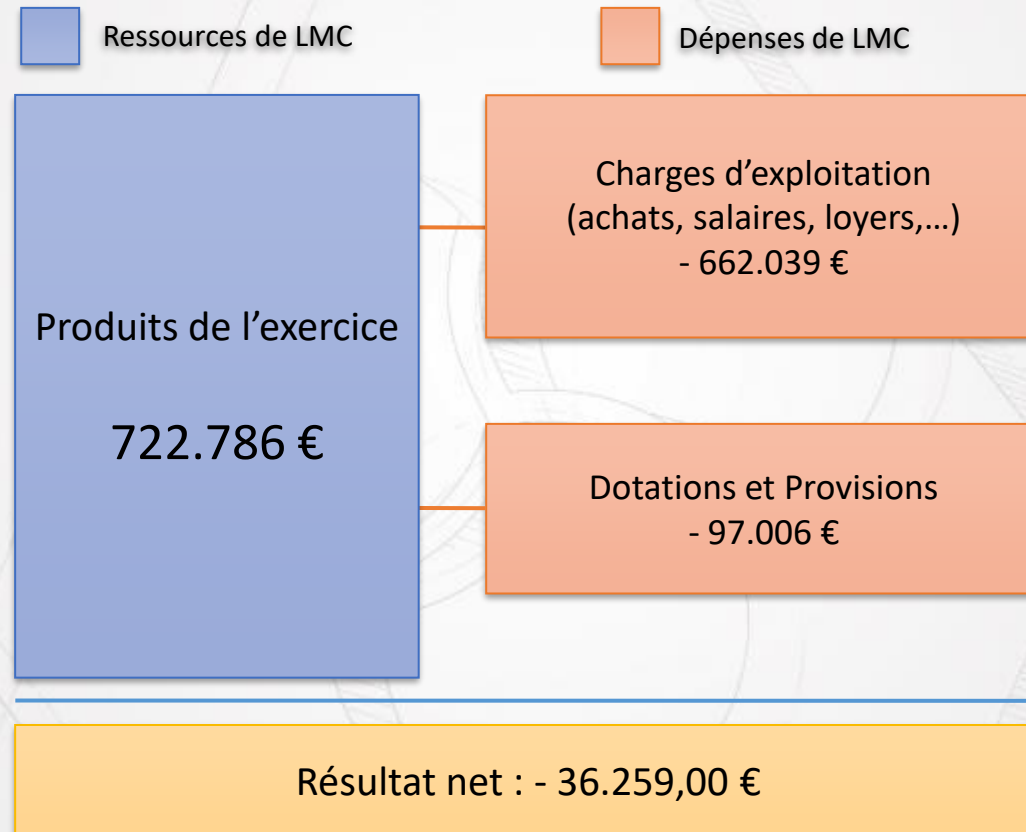 Ressources de LMC
Dépenses de LMC
Produits de l’exercice
722.786 €
Charges d’exploitation
(achats, salaires, loyers,…)
- 662.039 €
Dotations et Provisions
- 97.006 €
Résultat net : - 36.259,00 €